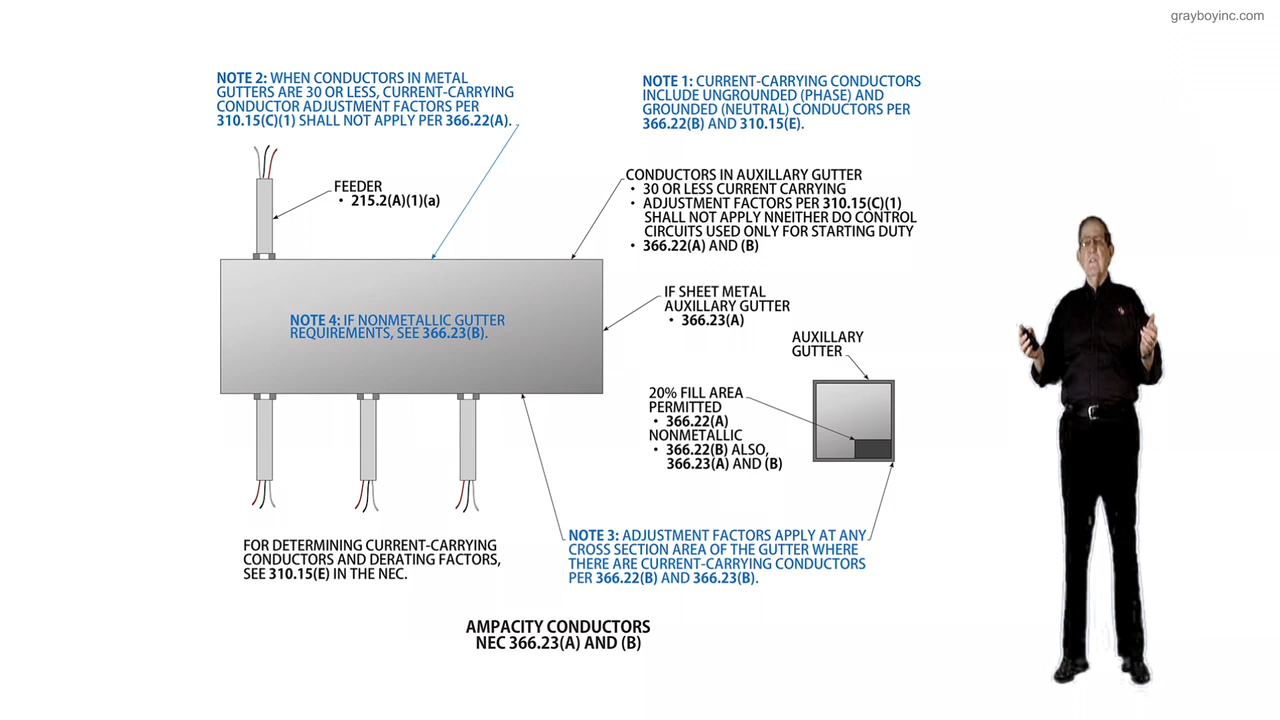 grayboyinc.com
NOTE 2: WHEN CONDUCTORS IN METAL
GUTTERS ARE 30 OR LESS, CURRENT-CARRYING
CONDUCTOR ADJUSTMENT FACTORS PER
310.15(C)(1) SHALL NOT APPLY PER 366.22(A).
NOTE 1: CURRENT-CARRYING CONDUCTORS
INCLUDE UNGROUNDED (PHASE) AND
GROUNDED (NEUTRAL) CONDUCTORS PER
366.22(B) AND 310.15(E).
FEEDER
• 215.2(A)(1)(a)
CONDUCTORS IN AUXILLARY GUTTER
• 30 OR LESS CURRENT CARRYING
• ADJUSTMENT FACTORS PER 310.15(C)(1)
SHALL NOT APPLY NNEITHER DO CONTROL
CIRCUITS USED ONLY FOR STARTING DUTY
• 366.22(A) AND (B)
NOTE 4: IF NONMETALLIC GUTTER
REQUIREMENTS, SEE 366.23(B).
IF SHEET METAL
AUXILLARY GUTTER
• 366.23(A)
AUXILLARY
GUTTER
20% FILL AREA
PERMITTED
• 366.22(A)
NONMETALLIC
• 366.22(B) ALSO,
366.23(A) AND (B)
FOR DETERMINING CURRENT-CARRYING
CONDUCTORS AND DERATING FACTORS,
SEE 310.15(E) IN THE NEC.
NOTE 3: ADJUSTMENT FACTORS APPLY AT ANY
CROSS SECTION AREA OF THE GUTTER WHERE
THERE ARE CURRENT-CARRYING CONDUCTORS
PER 366.22(B) AND 366.23(B).
AMPACITY CONDUCTORS
NEC 366.23(A) AND (B)